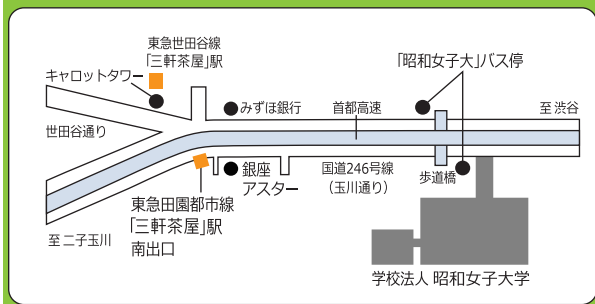 東急世田谷線
「三軒茶屋」駅
キャロットタワー
世田谷通り
みずほ銀行
首都高速
「昭和女子大」バス停
至 渋谷
銀座
アスター
国道246号線
(玉川通り)
歩道橋
東急田園都市線
「三軒茶屋」駅
南出口
至 二子玉川
学校法人 昭和女子大学